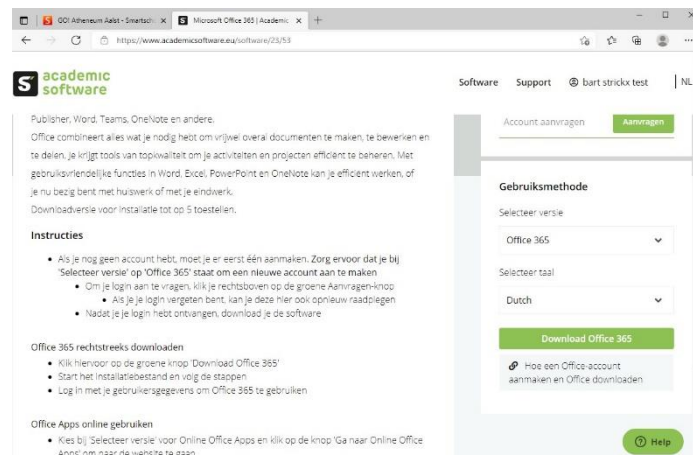 GO! Atheneum Aalst - Smartsch
Microsoft Office 365 | Academic
https://www.academicsoftware.eu/software/23/53
academic
software
Software Support bart strickx test NL
Publisher, Word, Teams, OneNote en andere.
Office combineert alles wat je nodig hebt om vrijwel overal documenten te maken, te bewerken en
te delen. Je krijgt tools van topkwaliteit om je activiteiten en projecten efficiënt te beheren. Met
gebruiksvriendelijke functies in Word, Excel, PowerPoint en OneNote kan je efficiënt werken, of
je nu bezig bent met huiswerk of met je eindwerk.
Downloadversie voor installatie tot op 5 toestellen.
Instructies
Als je nog geen account hebt, moet je er eerst één aanmaken. Zorg ervoor dat je bij
'Selecteer versie' op 'Office 365' staat om een nieuwe account aan te maken
Om je login aan te vragen, klik je rechtsboven op de groene Aanvragen-knop
Als je je login vergeten bent, kan je deze hier ook opnieuw raadplegen
Nadat je je login hebt ontvangen, download je de software
Office 365 rechtstreeks downloaden
Klik hiervoor op de groene knop 'Download Office 365'
Start het installatiebestand en volg de stappen
Log in met je gebruikersgegevens om Office 365 te gebruiken
Office Apps online gebruiken
Kies bij 'Selecteer versie' voor Online Office Apps en klik op de knop 'Ga naar Online Office
Apps' om naar de website te gaan
Account aanvragen Aanvragen
Gebruiksmethode
Selecteer versie
Office 365
Selecteer taal
Dutch
Download Office 365
Hoe een Office-account
aanmaken en Office downloaden
Help